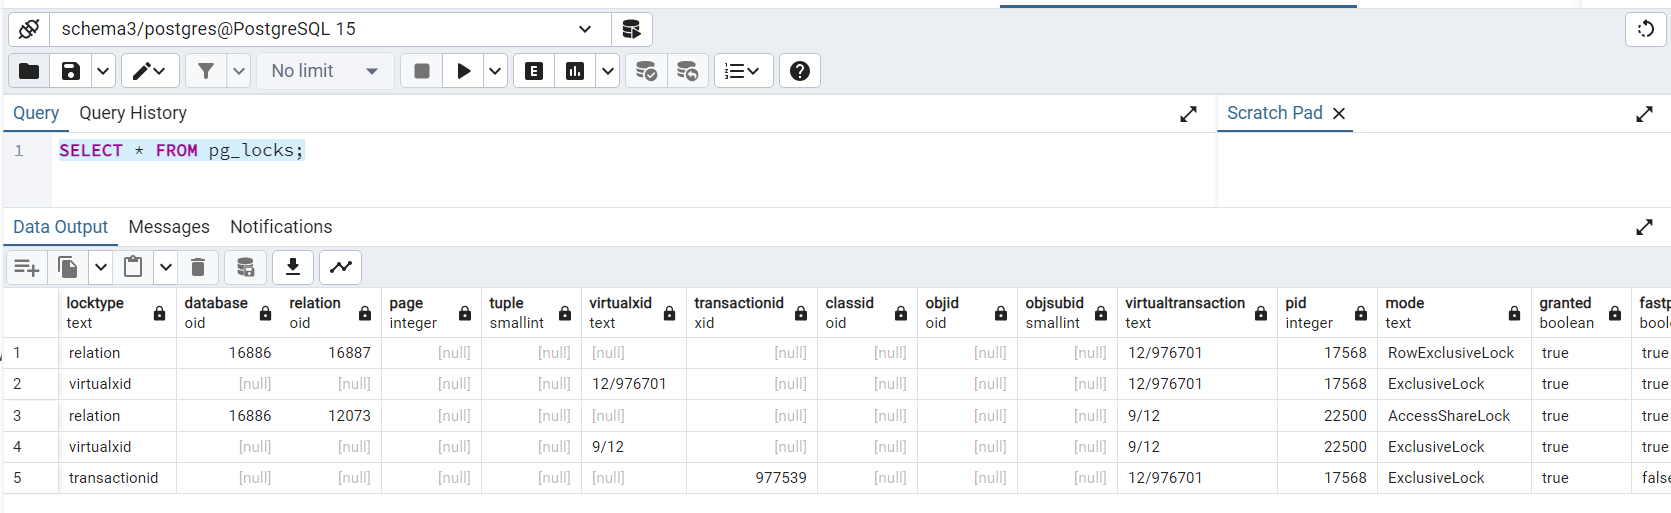 schema3/postgres@PostgreSQL 15
No limit
E
Query Query History Scratch Pad
1 SELECT * FROM pg_locks;
Data Output Messages Notifications
locktype database relation page tuple virtualxid transactionid classid objid objsubid virtualtransaction pid mode granted fastp
text oid oid integer smallint text xid oid oid smallint text integer text boolean boole
1 relation 16886 16887 [null] [null] [null] [null] [null] [null] [null] 12/976701 17568 RowExclusiveLock true true
2 virtualxid [null] [null] [null] [null] 12/976701 [null] [null] [null] [null] 12/976701 17568 ExclusiveLock true true
3 relation 16886 12073 [null] [null] [null] [null] [null] [null] [null] 9/12 22500 AccessShareLock true true
4 virtualxid [null] [null] [null] [null] 9/12 [null] [null] [null] [null] 9/12 22500 ExclusiveLock true true
5 transactionid [null] [null] [null] [null] [null] 977539 [null] [null] [null] 12/976701 17568 ExclusiveLock true false